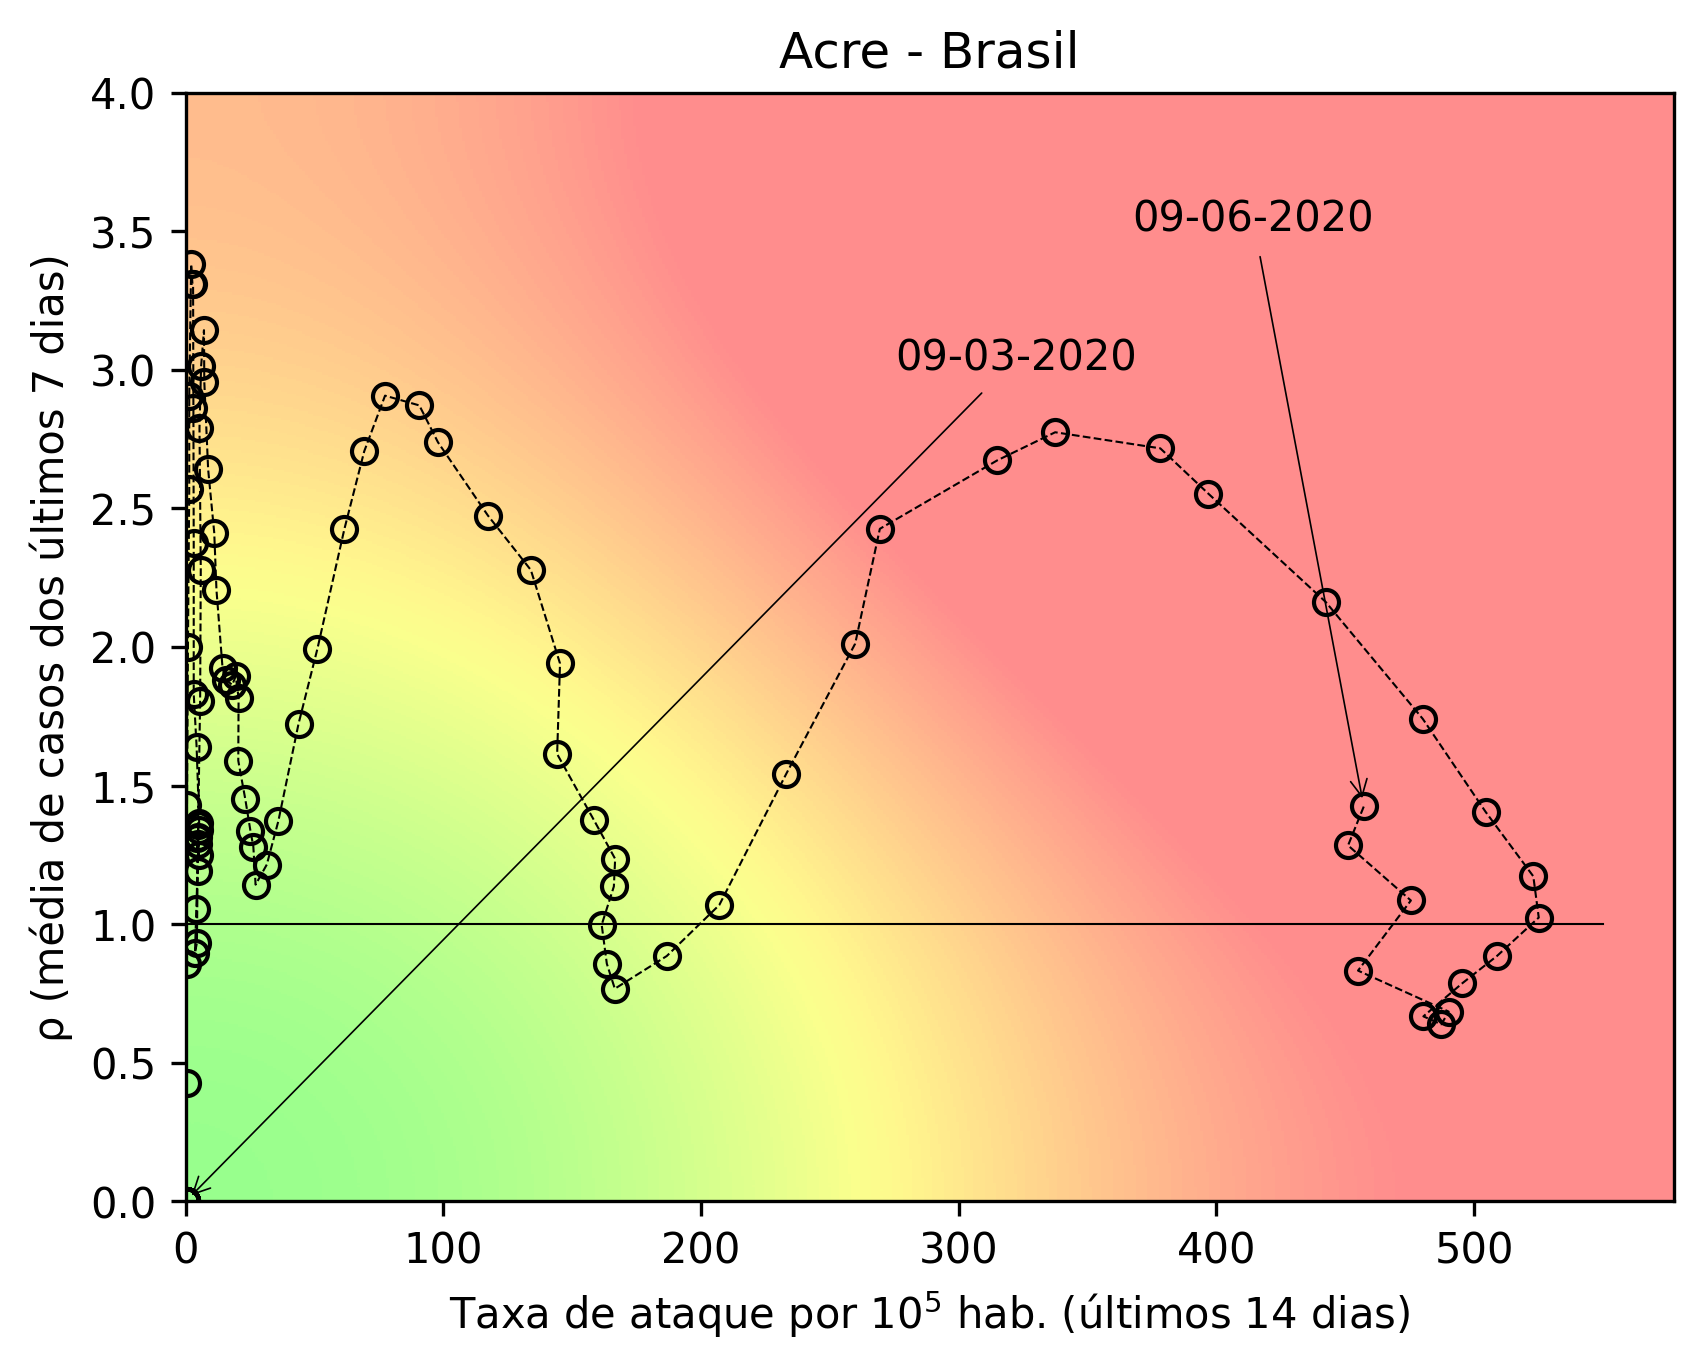 Acre - Brasil
4.0
3.5
3.0
2.5
2.0
1.5
1.0
0.5
0.0
ρ (média de casos dos últimos 7 dias)
09-06-2020
09-03-2020
0 100 200 300 400 500
Taxa de ataque por 10⁵ hab. (últimos 14 dias)